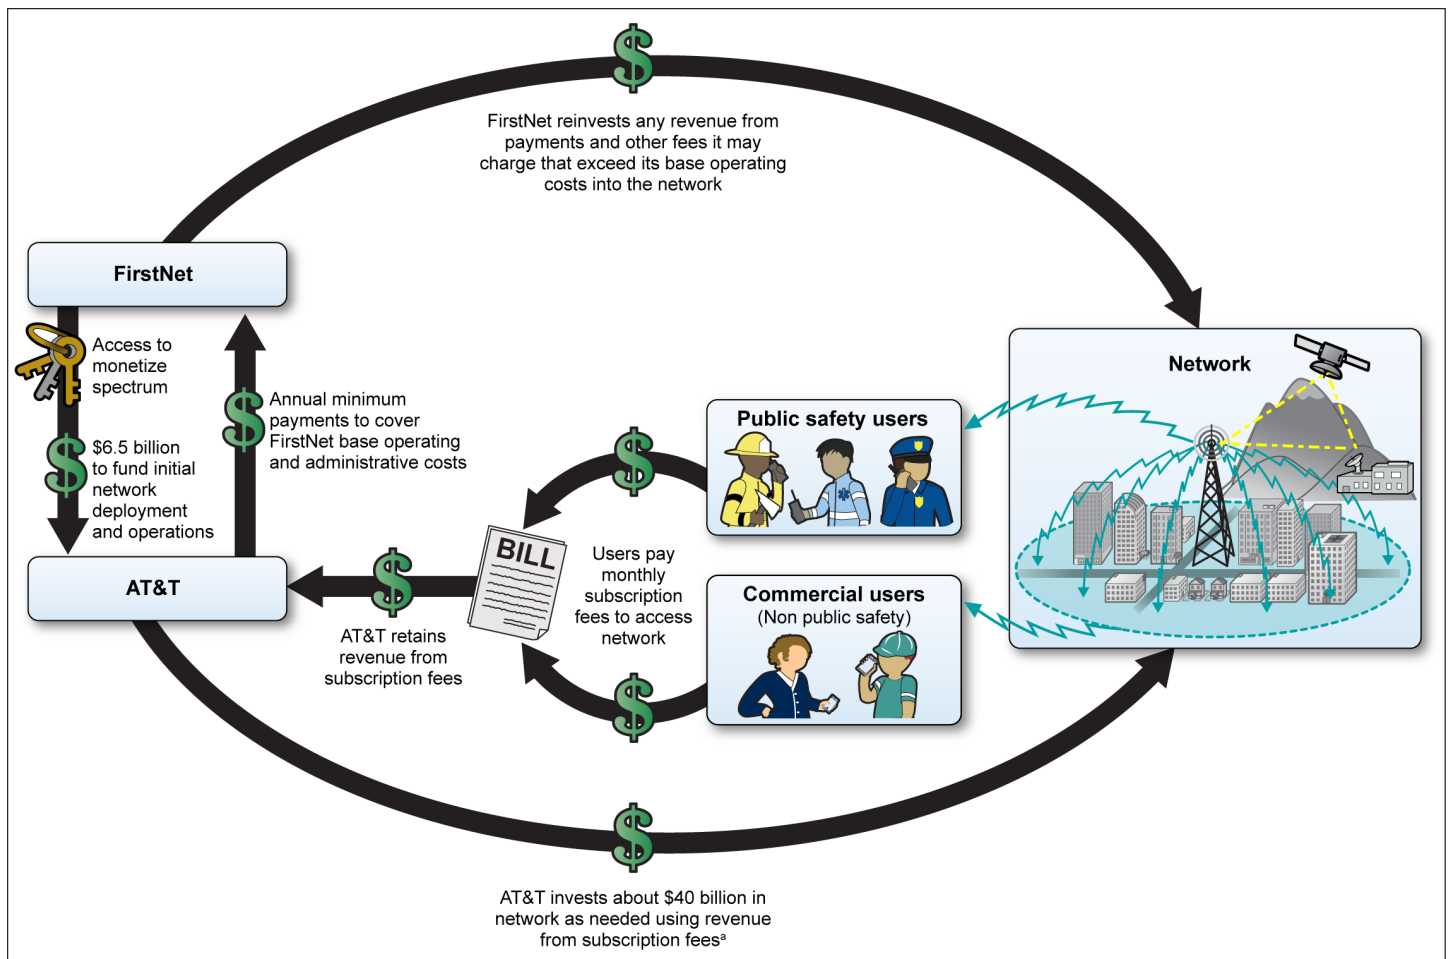 FirstNet reinvests any revenue from
payments and other fees it may
charge that exceed its base operating
costs into the network
FirstNet
Access to
monetize
spectrum
$6.5 billion
to fund initial
network
deployment
and operations
Annual minimum
payments to cover
FirstNet base operating
and administrative costs
AT&T
AT&T retains
revenue from
subscription fees
BILL
Users pay
monthly
subscription
fees to access
network
Public safety users
Commercial users
(Non public safety)
Network
AT&T invests about $40 billion in
network as needed using revenue
from subscription feesᵃ